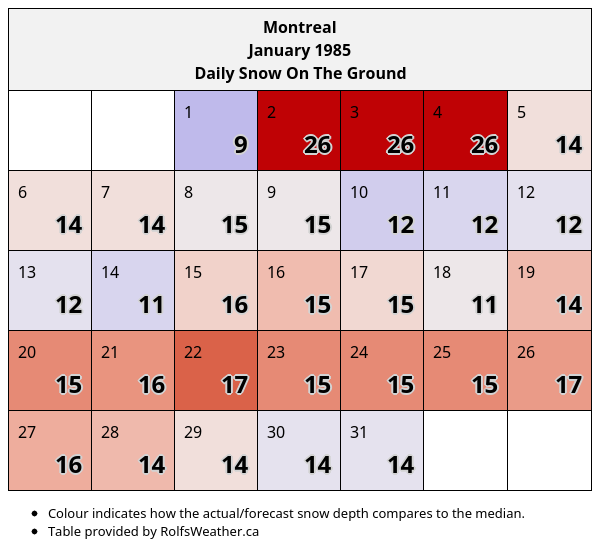 Montreal
January 1985
Daily Snow On The Ground
1 2 3 4 5
9 26 26 26 14
6 7 8 9 10 11 12
14 14 15 15 12 12 12
13 14 15 16 17 18 19
12 11 16 15 15 11 14
20 21 22 23 24 25 26
15 16 17 15 15 15 17
27 28 29 30 31
16 14 14 14 14
• Colour indicates how the actual/forecast snow depth compares to the median.
• Table provided by RolfsWeather.ca